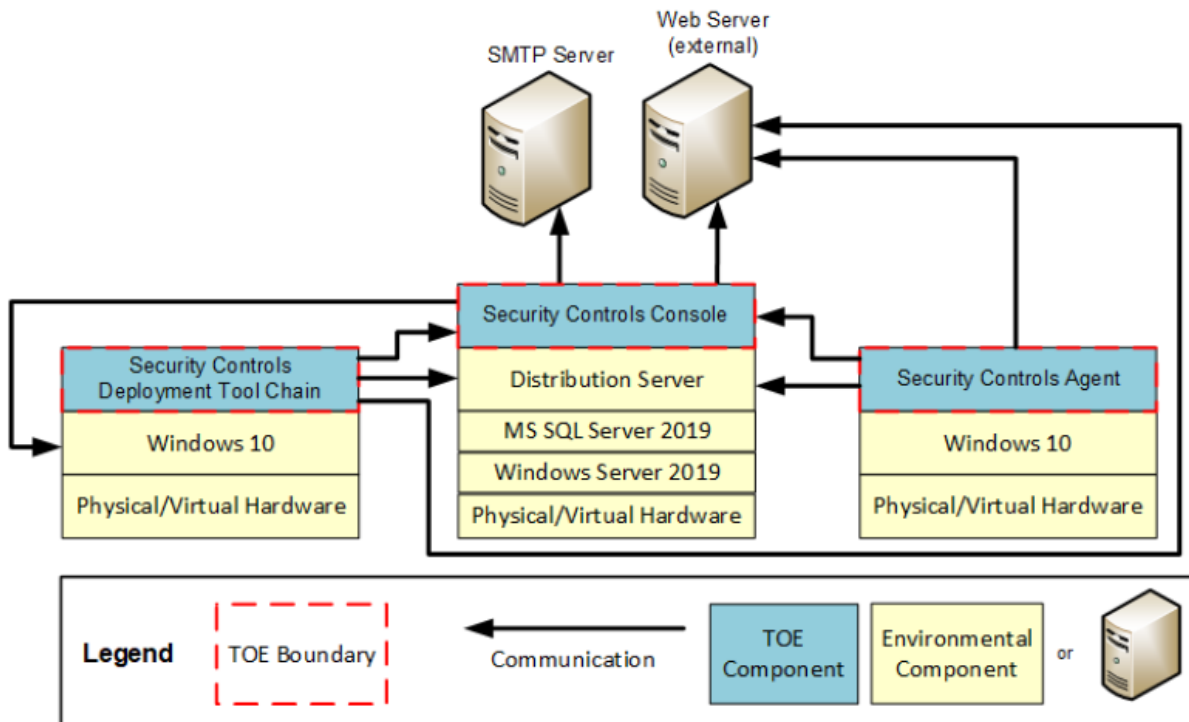 Web Server
(external)
SMTP Server
Security Controls Console
Security Controls
Deployment Tool Chain
Distribution Server
Security Controls Agent
Windows 10
MS SQL Server 2019
Windows 10
Windows Server 2019
Physical/Virtual Hardware
Physical/Virtual Hardware
Physical/Virtual Hardware
Legend
TOE Boundary
Communication
TOE
Component
Environmental
Component
or